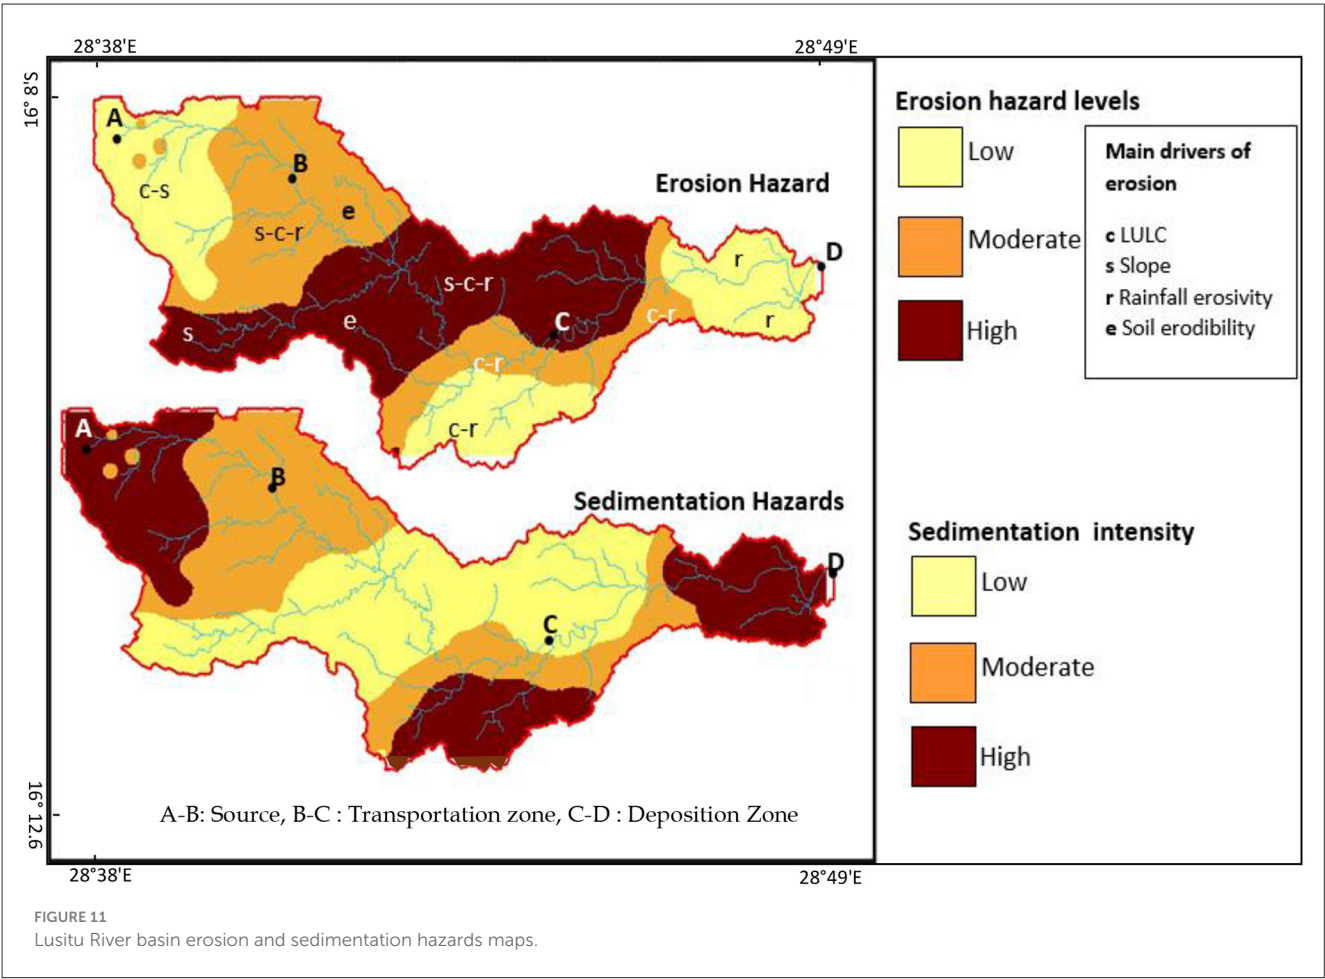 28°38'E
28°49'E
16° 8'S
A
B
c-s
e
s-c-r
Erosion Hazard
s-c-r
r
D
s
e
C
c-r
r
c-r
c-r
A
B
Sedimentation Hazards
D
C
A-B: Source, B-C : Transportation zone, C-D : Deposition Zone
16° 12.6
28°38'E
28°49'E
Erosion hazard levels
Low
Moderate
High
Main drivers of
erosion
c LULC
s Slope
r Rainfall erosivity
e Soil erodibility
Sedimentation intensity
Low
Moderate
High
FIGURE 11
Lusitu River basin erosion and sedimentation hazards maps.